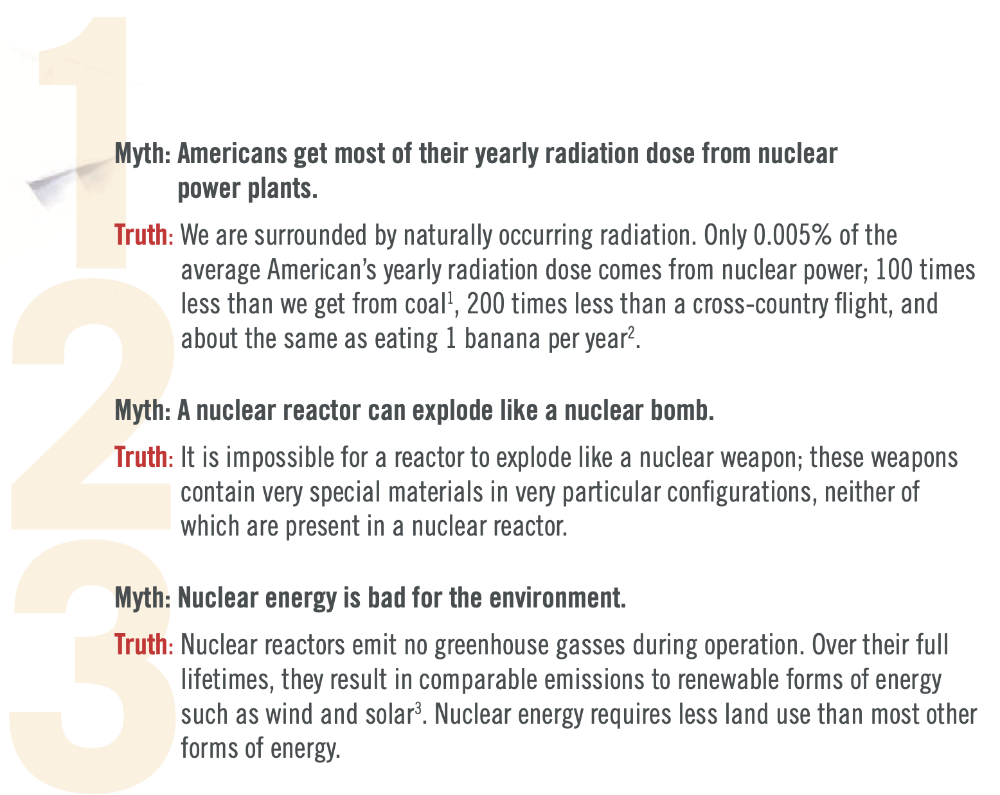 1
Myth: Americans get most of their yearly radiation dose from nuclear
power plants.
Truth: We are surrounded by naturally occurring radiation. Only 0.005% of the
average American’s yearly radiation dose comes from nuclear power; 100 times
less than we get from coal¹, 200 times less than a cross-country flight, and
about the same as eating 1 banana per year².
2
Myth: A nuclear reactor can explode like a nuclear bomb.
Truth: It is impossible for a reactor to explode like a nuclear weapon; these weapons
contain very special materials in very particular configurations, neither of
which are present in a nuclear reactor.
3
Myth: Nuclear energy is bad for the environment.
Truth: Nuclear reactors emit no greenhouse gasses during operation. Over their full
lifetimes, they result in comparable emissions to renewable forms of energy
such as wind and solar³. Nuclear energy requires less land use than most other
forms of energy.